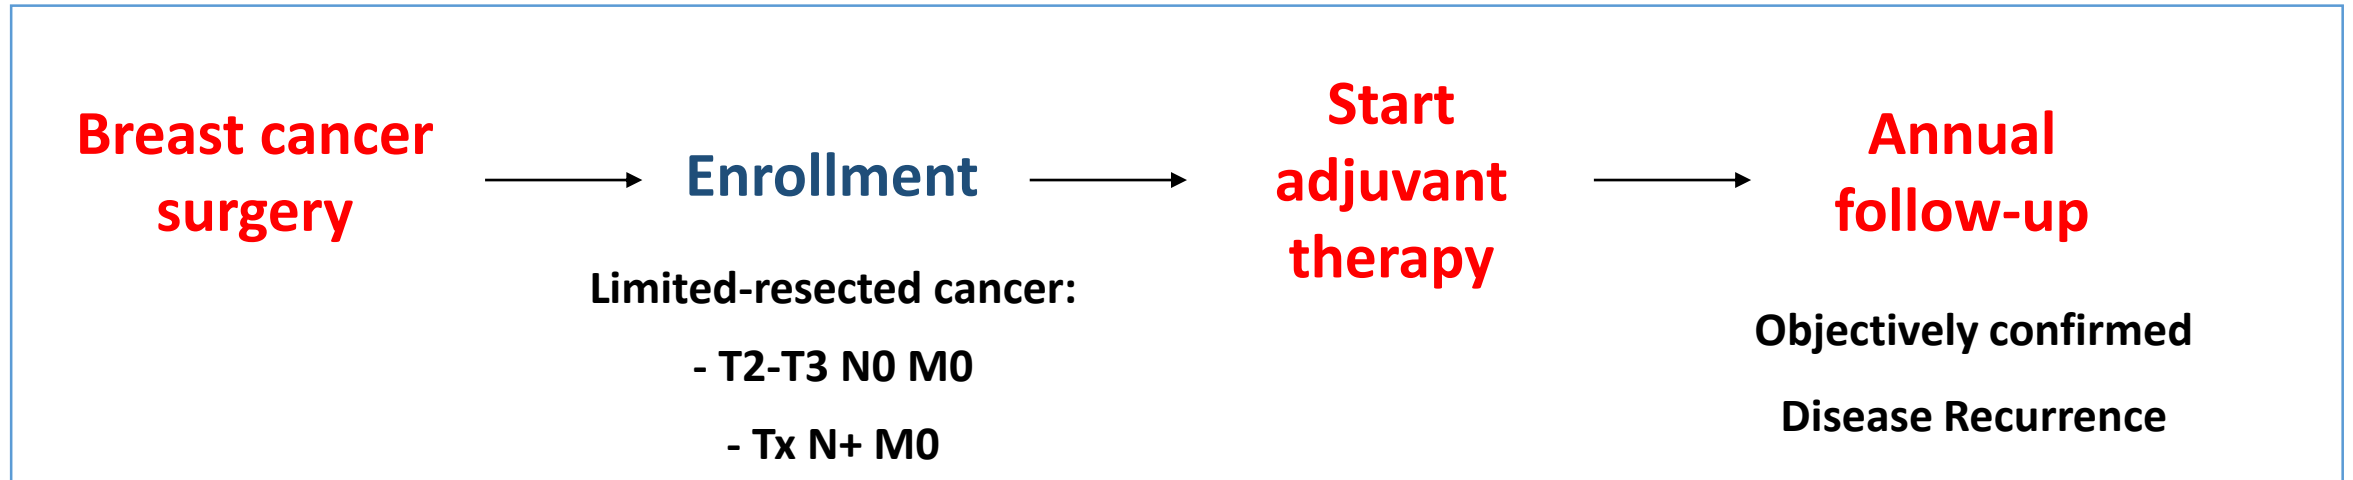 Breast cancer
surgery
Enrollment
Limited-resected cancer:
- T2-T3 N0 M0
- Tx N+ M0
Start
adjuvant
therapy
Annual
follow-up
Objectively confirmed
Disease Recurrence